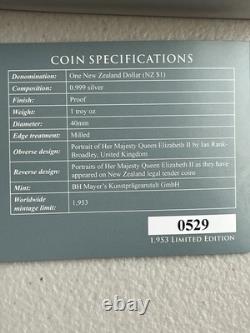 COIN SPECIFICATIONS
Denomination: One New Zealand Dollar (NZ $1)
Composition: 0.999 silver
Finish: Proof
Weight: 1 troy oz
Diameter: 40mm
Edge treatment: Milled
Obverse design: Portrait of Her Majesty Queen Elizabeth II by Ian Rank-
Broadley, United Kingdom
Reverse design: Portraits of Her Majesty Queen Elizabeth II as they have
appeared on New Zealand legal tender coins
Mint: BH Mayer's Kunstprägeanstalt GmbH
Worldwide
mintage limit: 1,953
0529
1,953 LIMITED EDITION